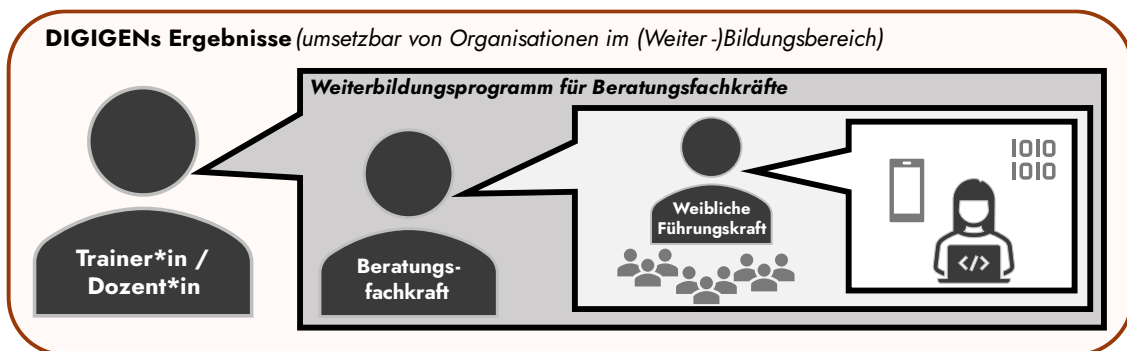 DIGIGENs Ergebnisse (umsetzbar von Organisationen im (Weiter -)Bildungsbereich)
Weiterbildungsprogramm für Beratungsfachkräfte
Trainer*in /
Dozent*in
Beratungs-
fachkraft
Weibliche
Führungskraft
1010
1010
</>